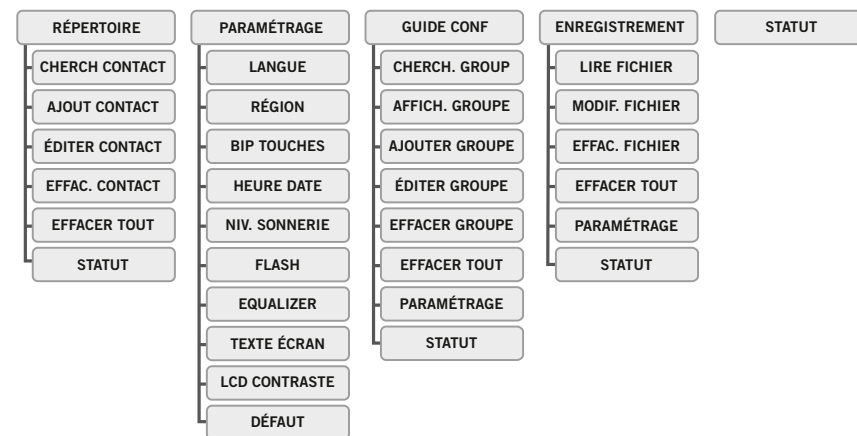 RÉPERTOIRE
CHERCH CONTACT
AJOUT CONTACT
ÉDITER CONTACT
EFFAC. CONTACT
EFFACER TOUT
STATUT
PARAMÉTRAGE
LANGUE
RÉGION
BIP TOUCHES
HEURE DATE
NIV. SONNERIE
FLASH
EQUALIZER
TEXTE ÉCRAN
LCD CONTRASTE
DÉFAUT
GUIDE CONF
CHERCH. GROUP
AFFICH. GROUPE
AJOUTER GROUPE
ÉDITER GROUPE
EFFACER GROUPE
EFFACER TOUT
PARAMÉTRAGE
STATUT
ENREGISTREMENT
LIRE FICHIER
MODIF. FICHIER
EFFAC. FICHIER
EFFACER TOUT
PARAMÉTRAGE
STATUT
STATUT